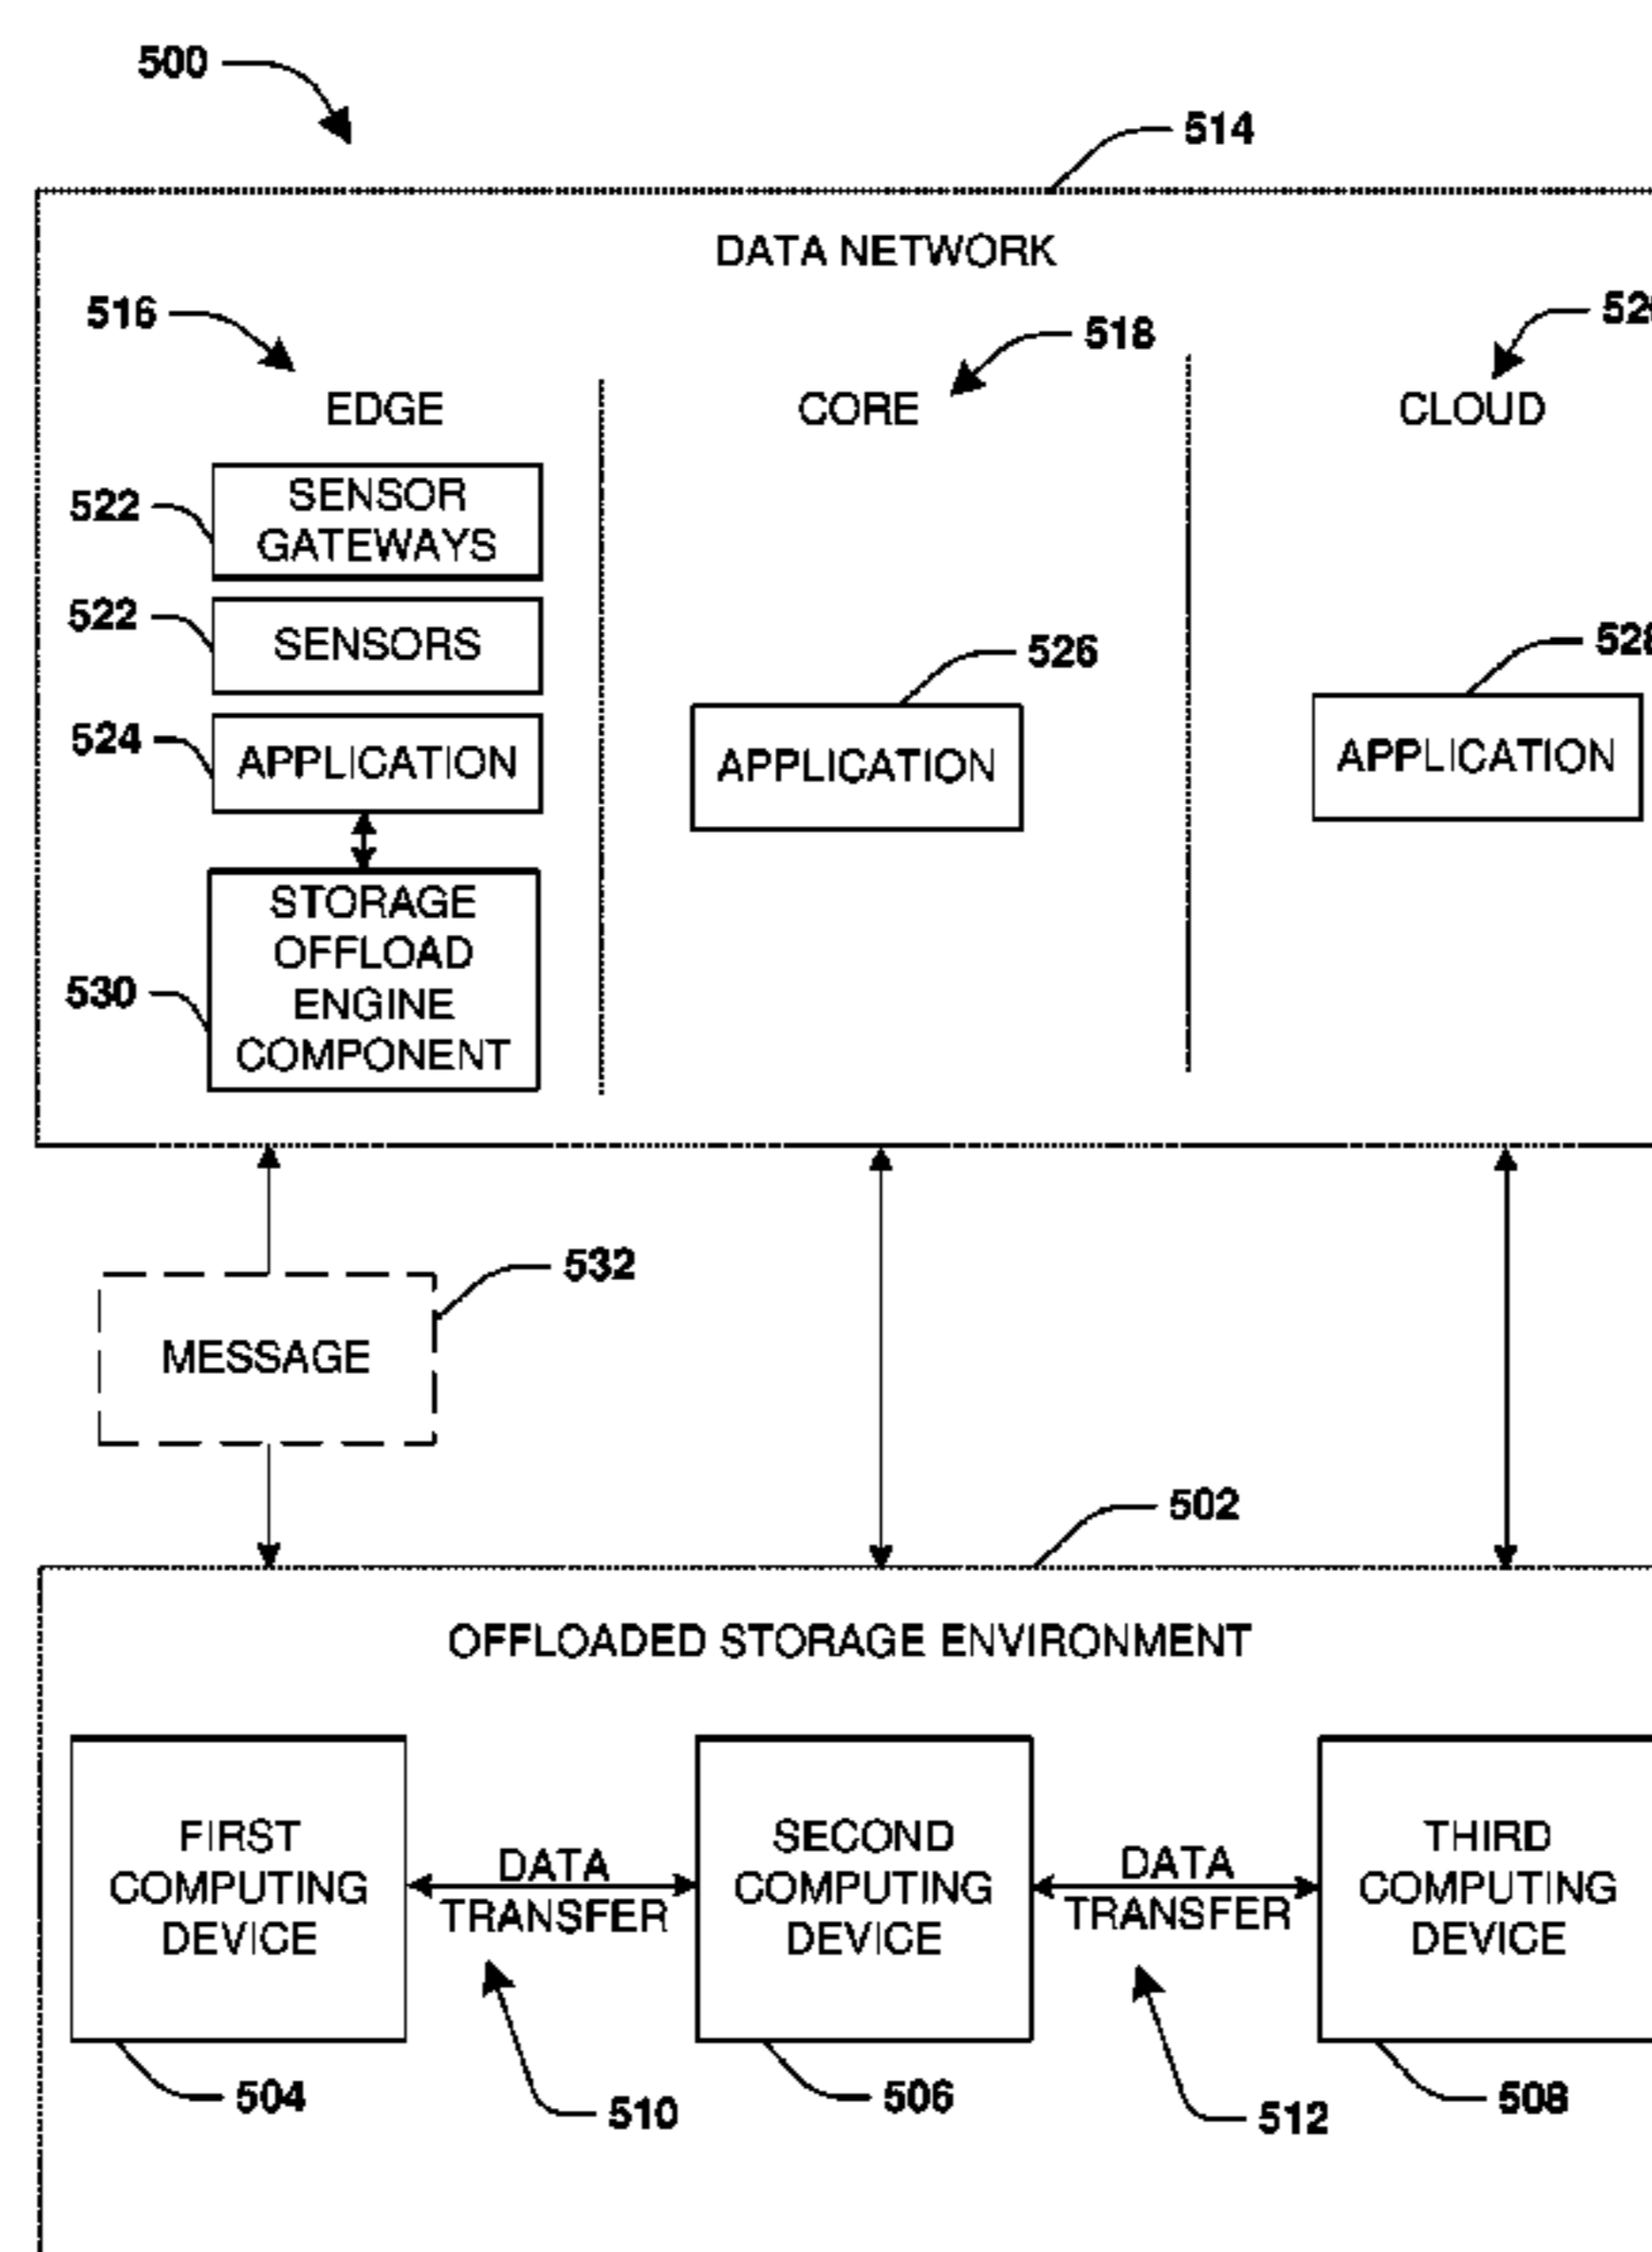 500
514
DATA NETWORK
516
518
EDGE
CORE
CLOUD
522
SENSOR
GATEWAYS
522
SENSORS
526
528
524
APPLICATION
APPLICATION
APPLICATION
530
STORAGE
OFFLOAD
ENGINE
COMPONENT
532
MESSAGE
502
OFFLOADED STORAGE ENVIRONMENT
FIRST
COMPUTING
DEVICE
DATA
TRANSFER
SECOND
COMPUTING
DEVICE
DATA
TRANSFER
THIRD
COMPUTING
DEVICE
504
510
506
512
508